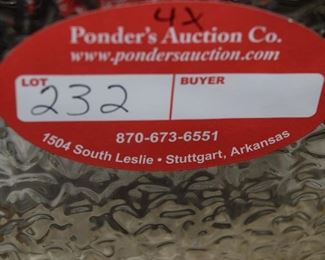 4x
Ponder's Auction Co.
www.pondersauction.com
LOT BUYER
232
870-673-6551
1504 South Leslie • Stuttgart, Arkansas